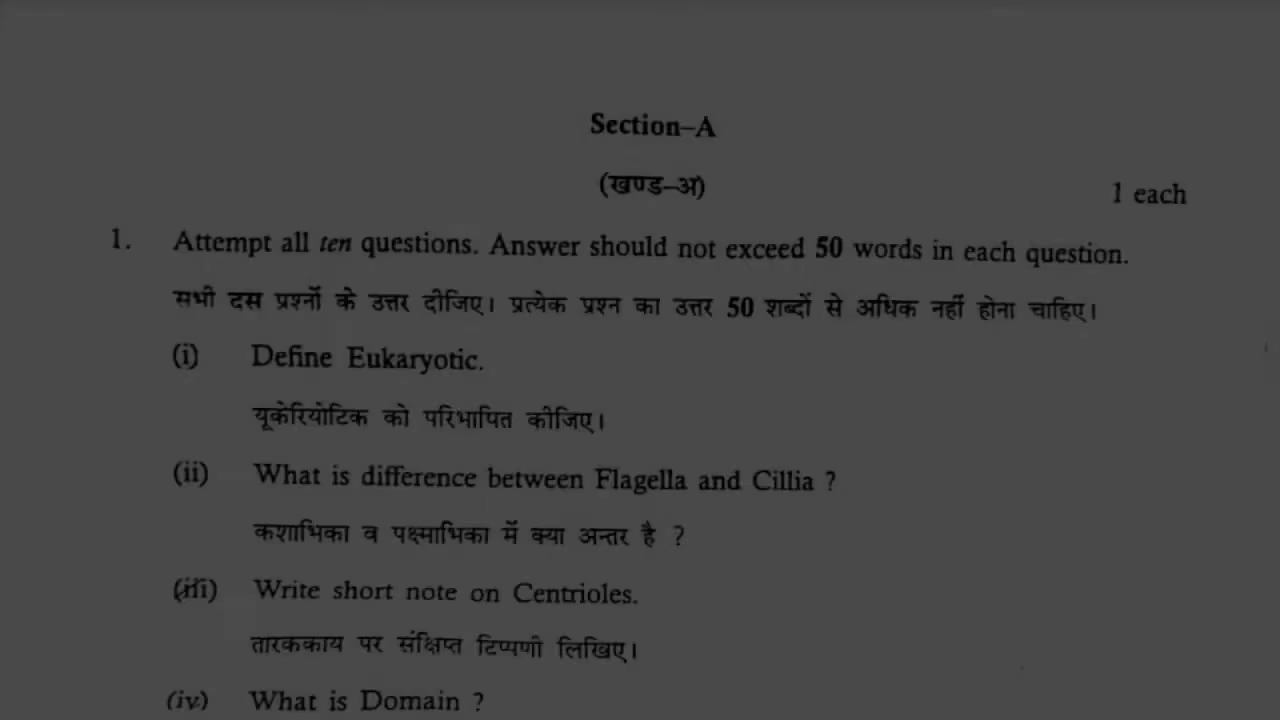 Section–A
(खण्ड–अ)
1 each
1. Attempt all ten questions. Answer should not exceed 50 words in each question.
सभी दस प्रश्नों के उत्तर दीजिए। प्रत्येक प्रश्न का उत्तर 50 शब्दों से अधिक नहीं होना चाहिए।
(i) Define Eukaryotic.
यूकेरियोटिक को परिभाषित कीजिए।
(ii) What is difference between Flagella and Cillia ?
कशाभिका व पक्ष्माभिका में क्या अन्तर है ?
(iii) Write short note on Centrioles.
तारककाय पर संक्षिप्त टिप्पणी लिखिए।
(iv) What is Domain ?